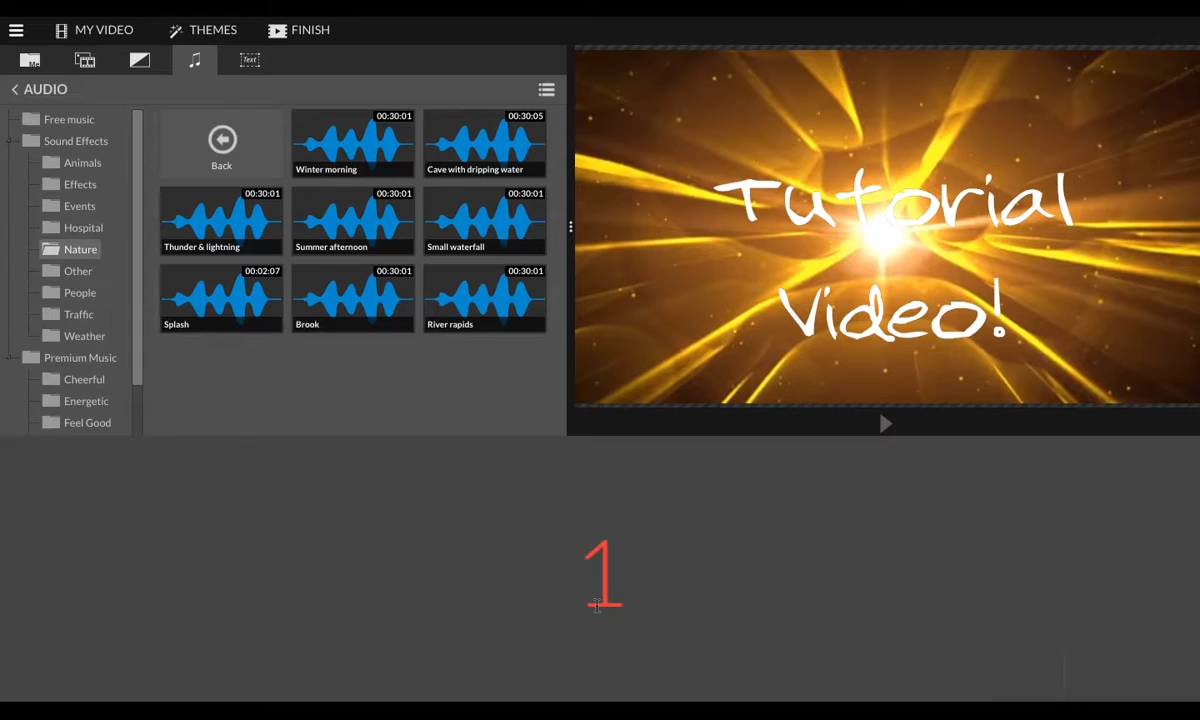 MY VIDEO THEMES FINISH
Me Text
AUDIO
Free music
Sound Effects
Animals
Effects
Events
Hospital
Nature
Other
People
Traffic
Weather
Premium Music
Cheerful
Energetic
Feel Good
Back
00:30:01
Winter morning
00:30:05
Cave with dripping water
00:30:01
Thunder & lightning
00:30:01
Summer afternoon
00:30:01
Small waterfall
00:02:07
Splash
00:30:01
Brook
00:30:01
River rapids
Tutorial
Video!
1